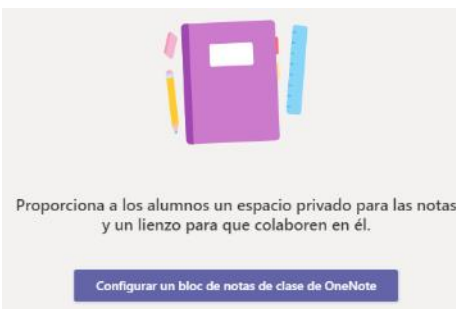 Proporciona a los alumnos un espacio privado para las notas
y un lienzo para que colaboren en él.
Configurar un bloc de notas de clase de OneNote